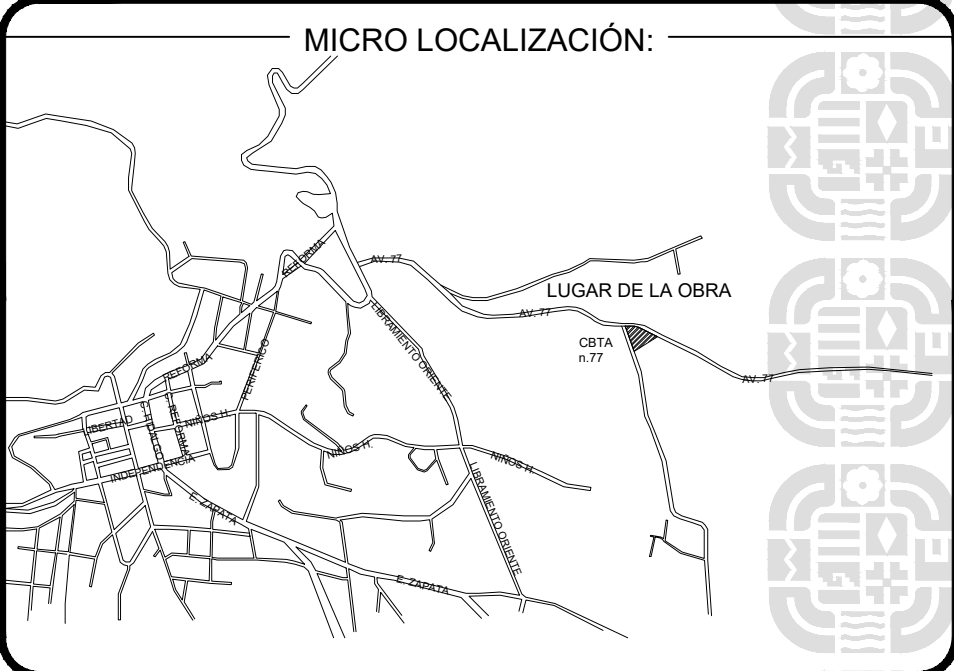 MICRO LOCALIZACIÓN:
REFORMA
AV. 77
LUGAR DE LA OBRA
AV. 77
LIBRAMIENTO ORIENTE
CBTA
n.77
PERIFERICO
REFORMA
AV. 77
LIBERTAD
C. HIDALGO
REFORMA
NIÑOS H.
NIÑOS H.
NIÑOS H.
INDEPENDENCIA
LIBRAMIENTO ORIENTE
E. ZAPATA
E. ZAPATA